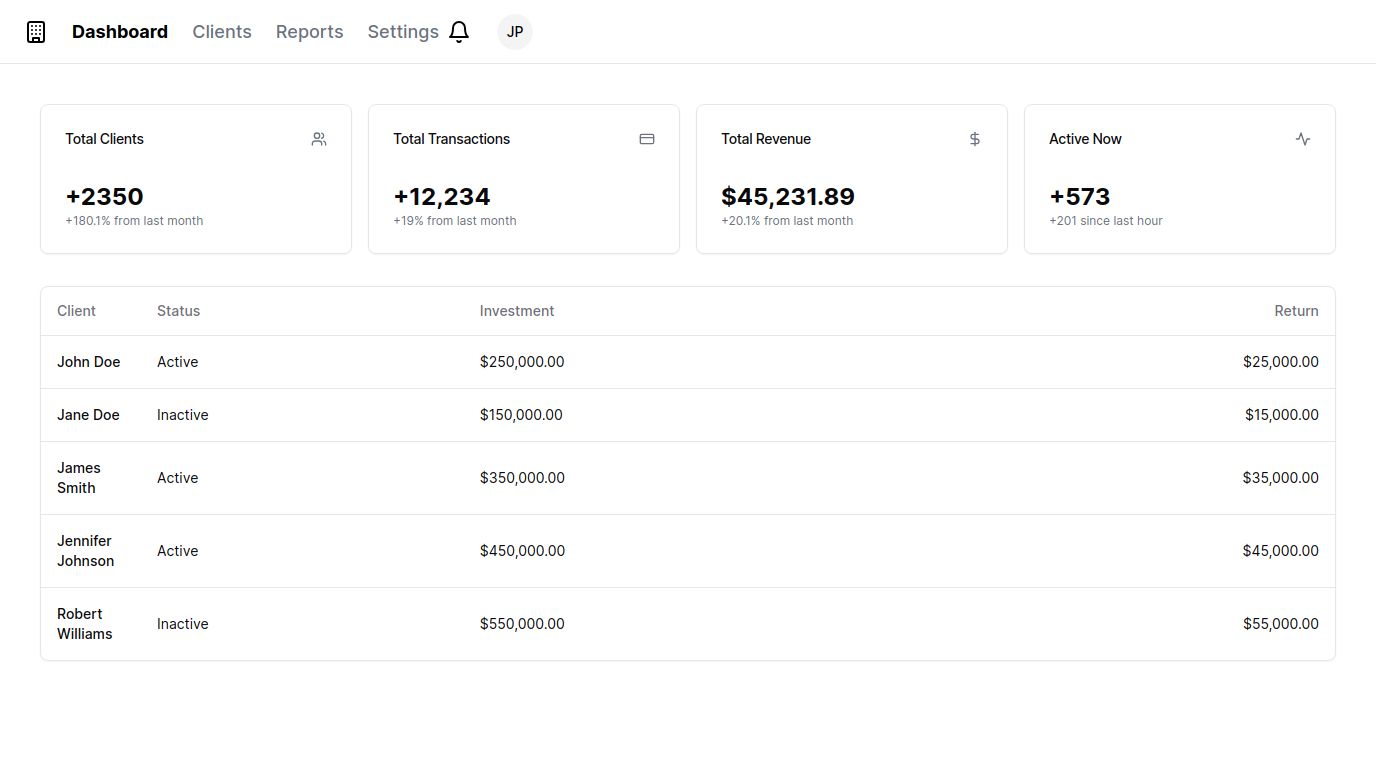 Dashboard Clients Reports Settings JP
Total Clients
+2350
+180.1% from last month
Total Transactions
+12,234
+19% from last month
Total Revenue
$45,231.89
+20.1% from last month
Active Now
+573
+201 since last hour
Client Status Investment Return
John Doe Active $250,000.00 $25,000.00
Jane Doe Inactive $150,000.00 $15,000.00
James
Smith Active $350,000.00 $35,000.00
Jennifer
Johnson Active $450,000.00 $45,000.00
Robert
Williams Inactive $550,000.00 $55,000.00